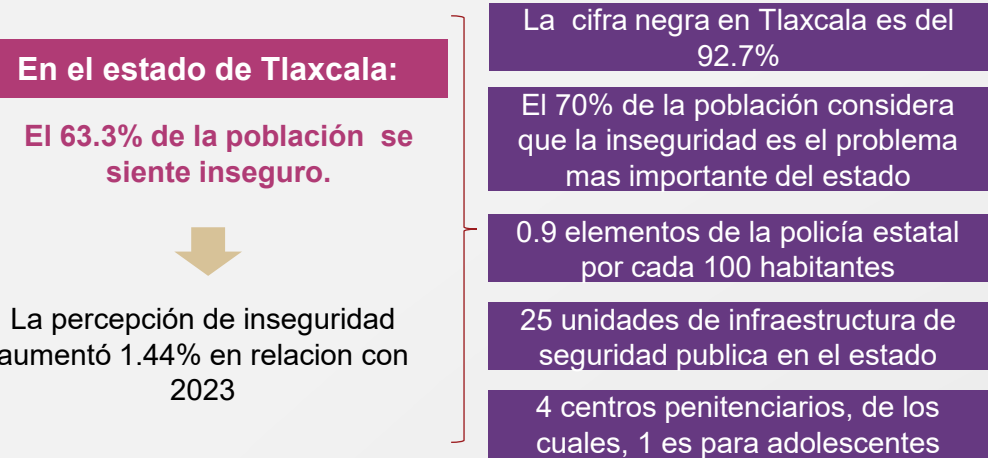 En el estado de Tlaxcala:
El 63.3% de la población se
siente inseguro.
La percepción de inseguridad
aumentó 1.44% en relacion con
2023
La cifra negra en Tlaxcala es del
92.7%
El 70% de la población considera
que la inseguridad es el problema
mas importante del estado
0.9 elementos de la policía estatal
por cada 100 habitantes
25 unidades de infraestructura de
seguridad publica en el estado
4 centros penitenciarios, de los
cuales, 1 es para adolescentes